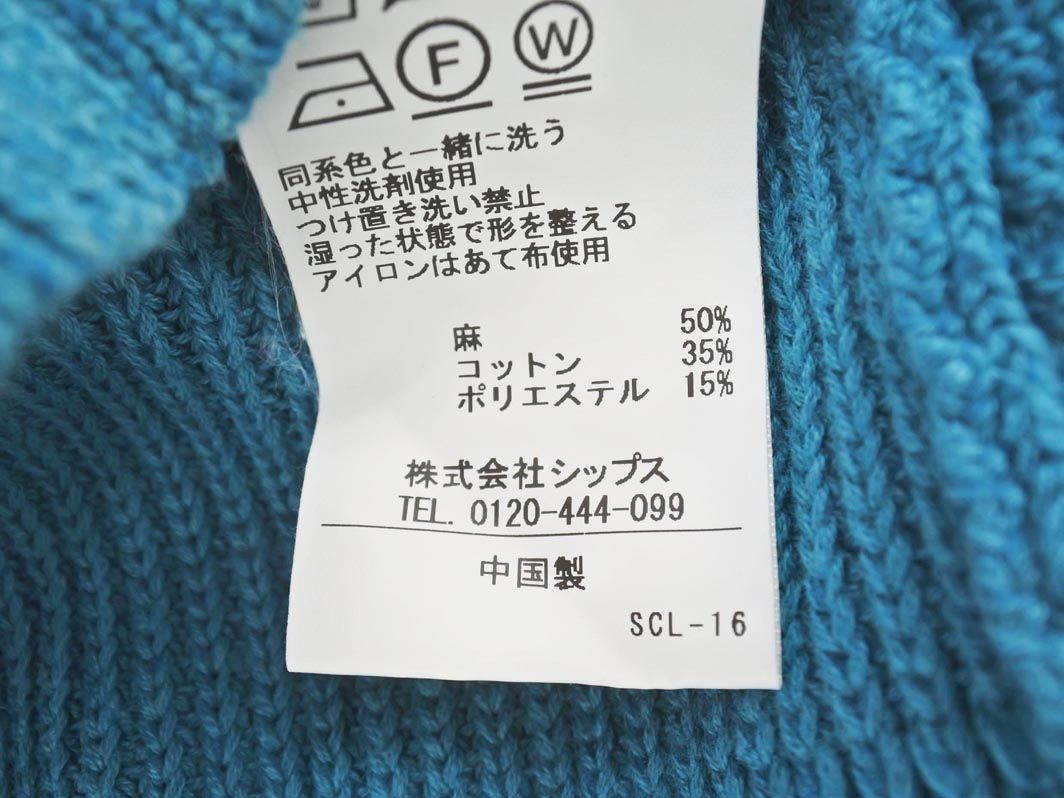 F W
同系色と一緒に洗う
中性洗剤使用
つけ置き洗い禁止
湿った状態で形を整える
アイロンはあて布使用
麻 50%
コットン 35%
ポリエステル 15%
株式会社シップス
TEL. 0120-444-099
中国製
SCL-16